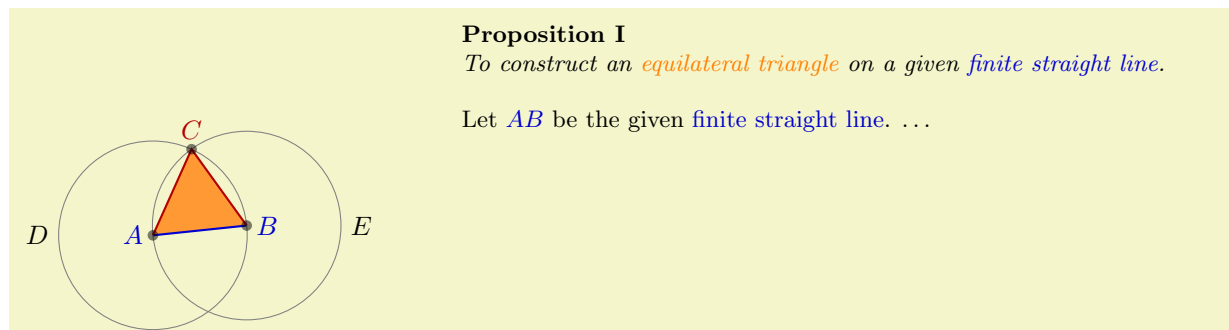 Proposition I
To construct an equilateral triangle on a given finite straight line.
Let AB be the given finite straight line. . . .
C
D
A
B
E